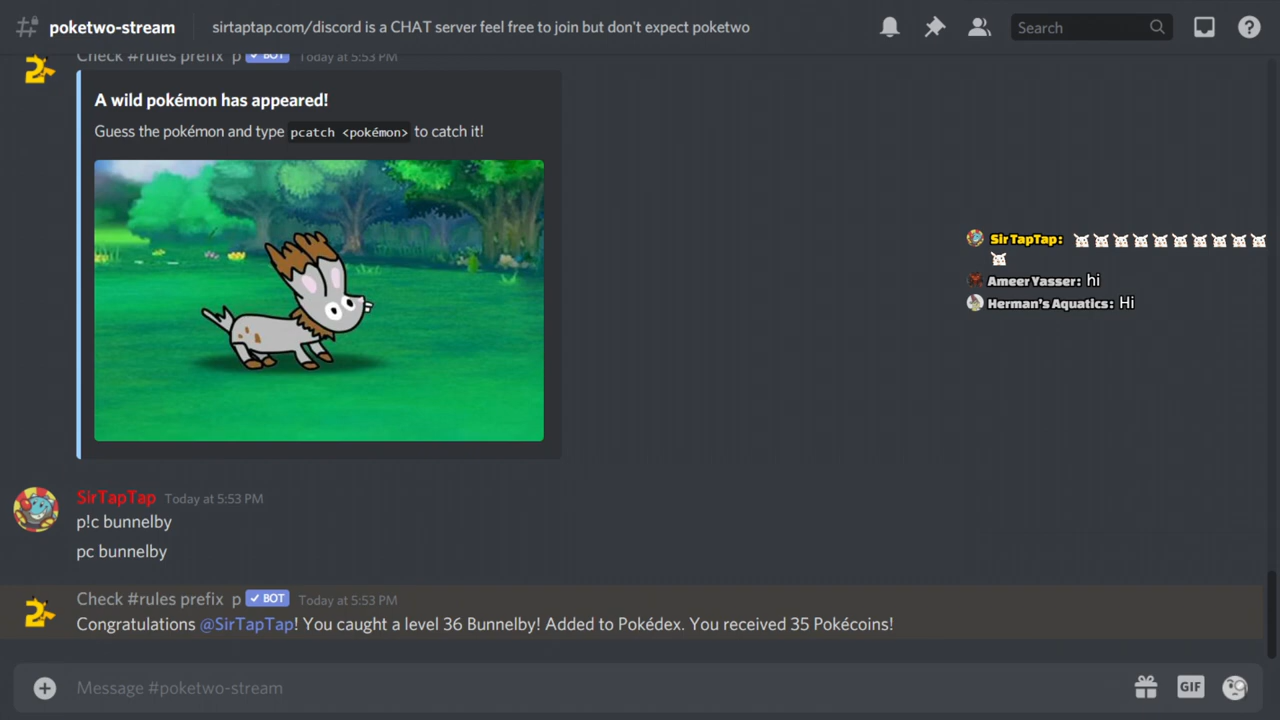 poketwo-stream
sirtaptap.com/discord is a CHAT server feel free to join but don't expect poketwo
Search
Check #rules prefix p BOT Today at 5:53 PM
A wild pokémon has appeared!
Guess the pokémon and type pcatch <pokémon> to catch it!
SirTapTap:
Ameer Yasser: hi
Herman's Aquatics: Hi
SirTapTap Today at 5:53 PM
p!c bunnelby
pc bunnelby
Check #rules prefix p BOT Today at 5:53 PM
Congratulations @SirTapTap! You caught a level 36 Bunnelby! Added to Pokédex. You received 35 Pokécoins!
Message #poketwo-stream
GIF